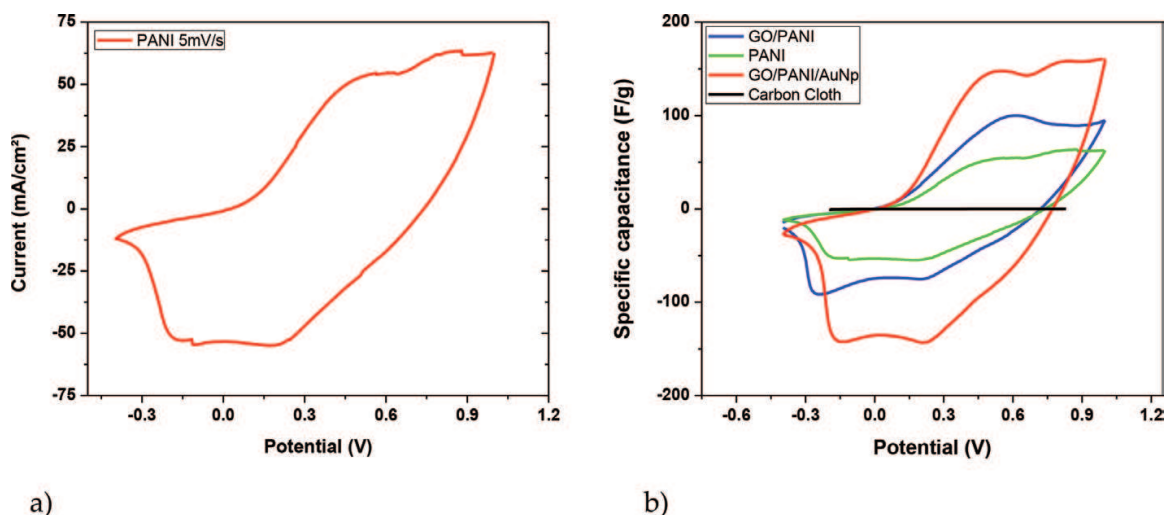 75
50
25
0
-25
-50
-75
-0.3
0.0
0.3
0.6
0.9
1.2
Current (mA/cm²)
Potential (V)
PANI 5mV/s
a)
200
100
0
-100
-200
-0.6
-0.3
0.0
0.3
0.6
0.9
1.2
Specific capacitance (F/g)
Potential (V)
GO/PANI
PANI
GO/PANI/AuNp
Carbon Cloth
b)